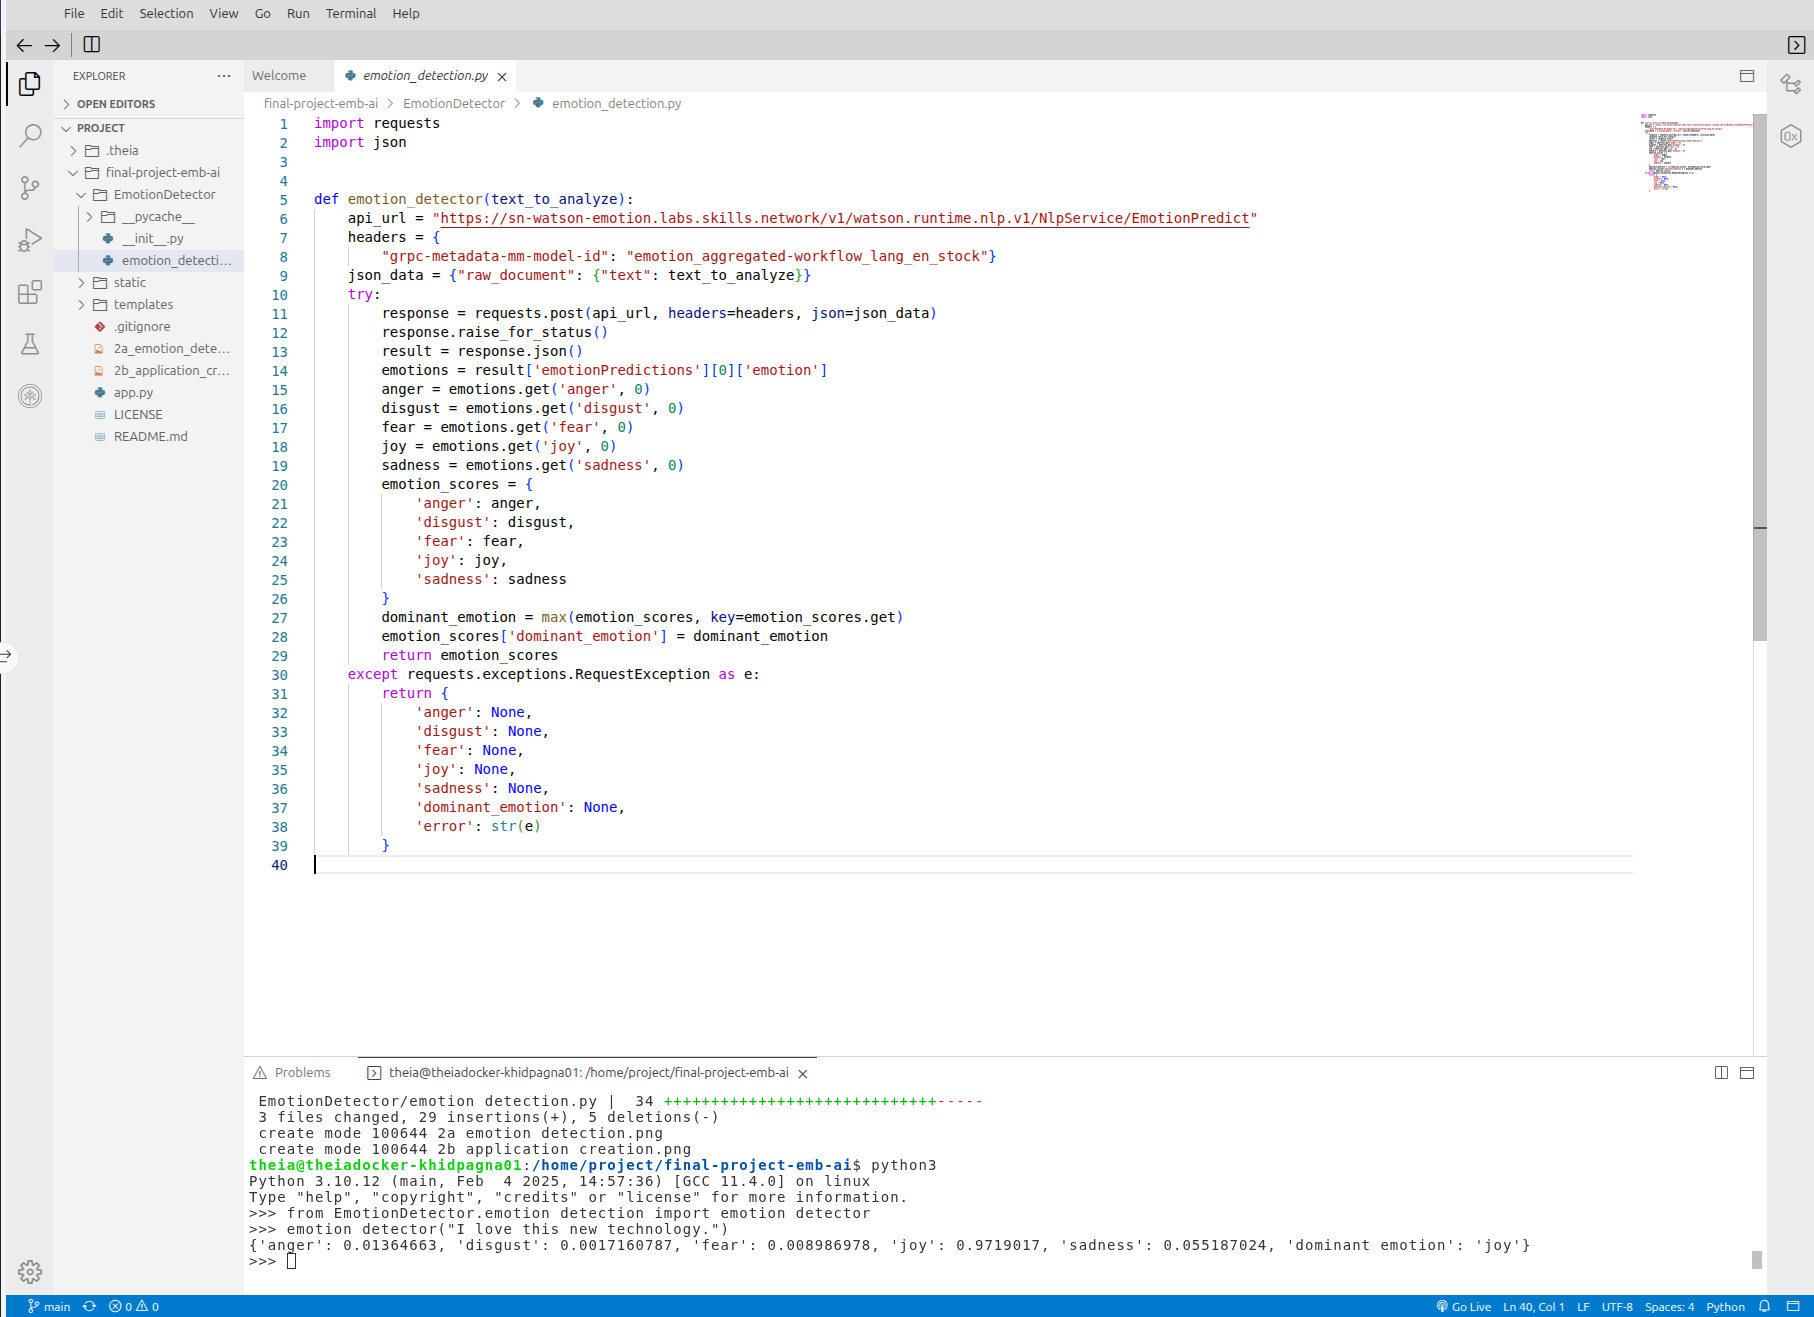 File Edit Selection View Go Run Terminal Help
EXPLORER ···
OPEN EDITORS
PROJECT
.theia
final-project-emb-ai
EmotionDetector
__pycache__
__init__.py
emotion_detecti...
static
templates
.gitignore
2a_emotion_dete...
2b_application_cr...
app.py
LICENSE
README.md
Welcome emotion_detection.py
final-project-emb-ai > EmotionDetector > emotion_detection.py
1 import requests
2 import json
3
4
5 def emotion_detector(text_to_analyze):
6 api_url = "https://sn-watson-emotion.labs.skills.network/v1/watson.runtime.nlp.v1/NlpService/EmotionPredict"
7 headers = {
8 "grpc-metadata-mm-model-id": "emotion_aggregated-workflow_lang_en_stock"}
9 json_data = {"raw_document": {"text": text_to_analyze}}
10 try:
11 response = requests.post(api_url, headers=headers, json=json_data)
12 response.raise_for_status()
13 result = response.json()
14 emotions = result['emotionPredictions'][0]['emotion']
15 anger = emotions.get('anger', 0)
16 disgust = emotions.get('disgust', 0)
17 fear = emotions.get('fear', 0)
18 joy = emotions.get('joy', 0)
19 sadness = emotions.get('sadness', 0)
20 emotion_scores = {
21 'anger': anger,
22 'disgust': disgust,
23 'fear': fear,
24 'joy': joy,
25 'sadness': sadness
26 }
27 dominant_emotion = max(emotion_scores, key=emotion_scores.get)
28 emotion_scores['dominant_emotion'] = dominant_emotion
29 return emotion_scores
30 except requests.exceptions.RequestException as e:
31 return {
32 'anger': None,
33 'disgust': None,
34 'fear': None,
35 'joy': None,
36 'sadness': None,
37 'dominant_emotion': None,
38 'error': str(e)
39 }
40
Problems theia@theiadocker-khidpagna01: /home/project/final-project-emb-ai
EmotionDetector/emotion detection.py | 34 +++++++++++++++++++++++++++++-----
3 files changed, 29 insertions(+), 5 deletions(-)
create mode 100644 2a emotion detection.png
create mode 100644 2b application creation.png
theia@theiadocker-khidpagna01:/home/project/final-project-emb-ai$ python3
Python 3.10.12 (main, Feb  4 2025, 14:57:36) [GCC 11.4.0] on linux
Type "help", "copyright", "credits" or "license" for more information.
>>> from EmotionDetector.emotion detection import emotion detector
>>> emotion detector("I love this new technology.")
{'anger': 0.01364663, 'disgust': 0.0017160787, 'fear': 0.008986978, 'joy': 0.9719017, 'sadness': 0.055187024, 'dominant emotion': 'joy'}
>>>
main 0 0 Go Live Ln 40, Col 1 LF UTF-8 Spaces: 4 Python